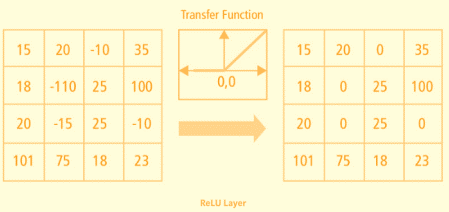 Transfer Function
15 20 -10 35
18 -110 25 100
20 -15 25 -10
101 75 18 23
0,0
15 20 0 35
18 0 25 100
20 0 25 0
101 75 18 23
ReLU Layer